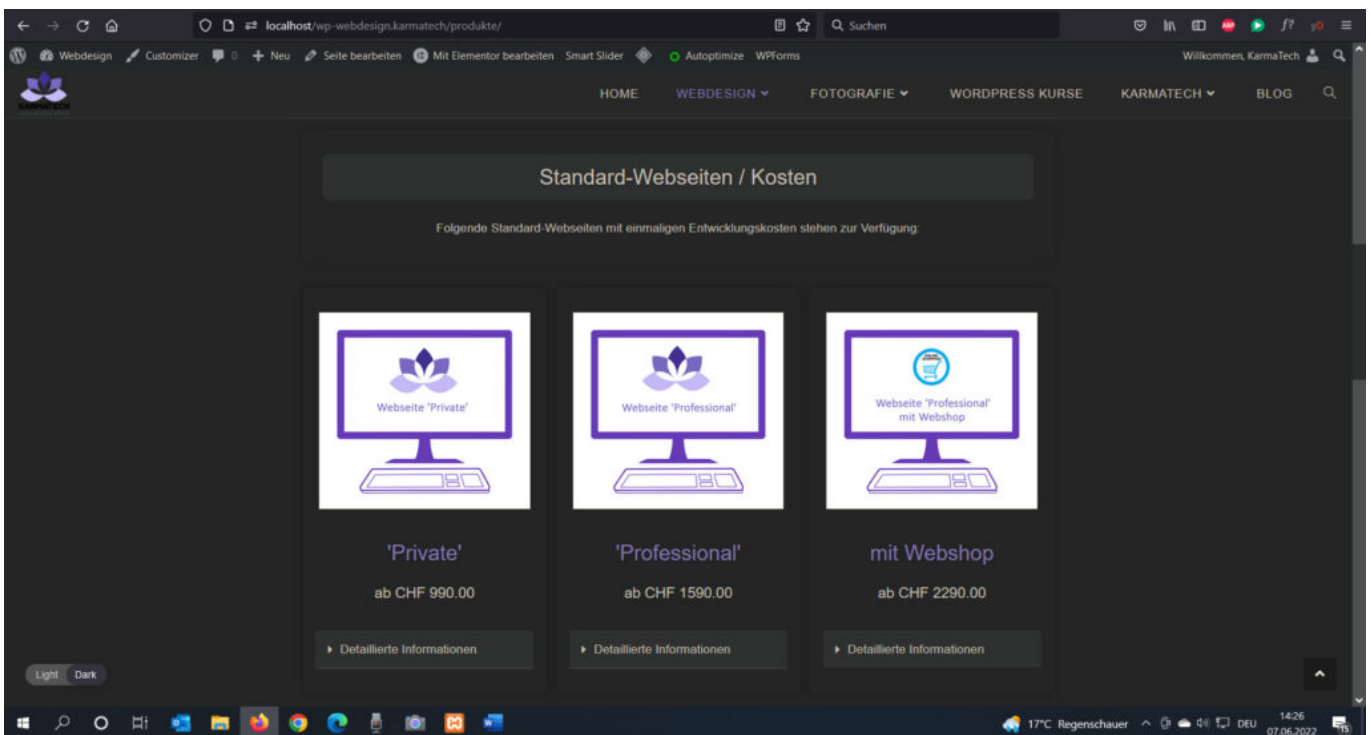 localhost/wp-webdesign.karmatech/produkte/
Suchen
Webdesign Customizer 0 Neu Seite bearbeiten Mit Elementor bearbeiten Smart Slider Autoptimize WPForms Willkommen, KarmaTech
KARMATECH
HOME WEBDESIGN FOTOGRAFIE WORDPRESS KURSE KARMATECH BLOG
Standard-Webseiten / Kosten
Folgende Standard-Webseiten mit einmaligen Entwicklungskosten stehen zur Verfügung:
Webseite 'Private'
Webseite 'Professional'
Webseite 'Professional'
mit Webshop
'Private' 'Professional' mit Webshop
ab CHF 990.00 ab CHF 1590.00 ab CHF 2290.00
Detaillierte Informationen Detaillierte Informationen Detaillierte Informationen
Light Dark
17°C Regenschauer DEU 14:26
07.06.2022